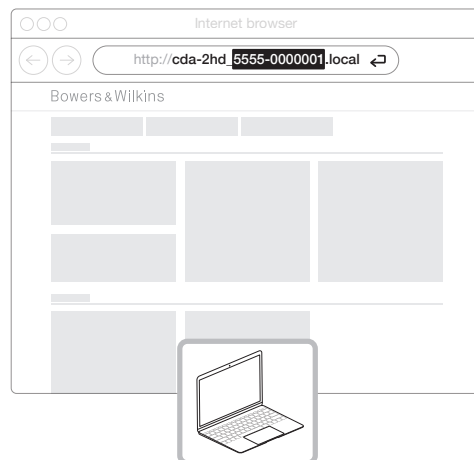 Internet browser
http://cda-2hd_5555-0000001.local
Bowers & Wilkins